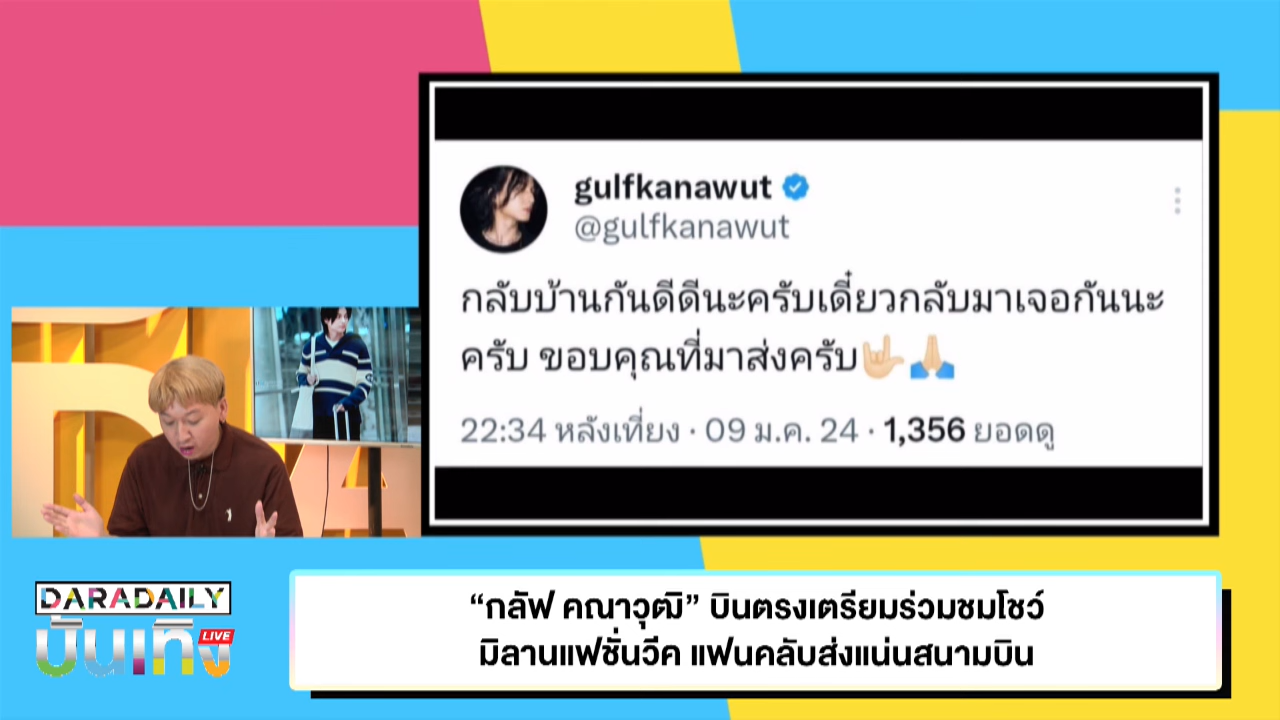 gulfkanawut
@gulfkanawut
กลับบ้านกันดีดีนะครับเดี๋ยวกลับมาเจอกันนะ
ครับ ขอบคุณที่มาส่งครับ🤟🏻🙏🏻
22:34 หลังเที่ยง · 09 ม.ค. 24 · 1,356 ยอดดู
DARADAILY
บันเทิง LIVE
“กลัฟ คณาวุฒิ” บินตรงเตรียมร่วมชมโชว์
มิลานแฟชั่นวีค แฟนคลับส่งแน่นสนามบิน